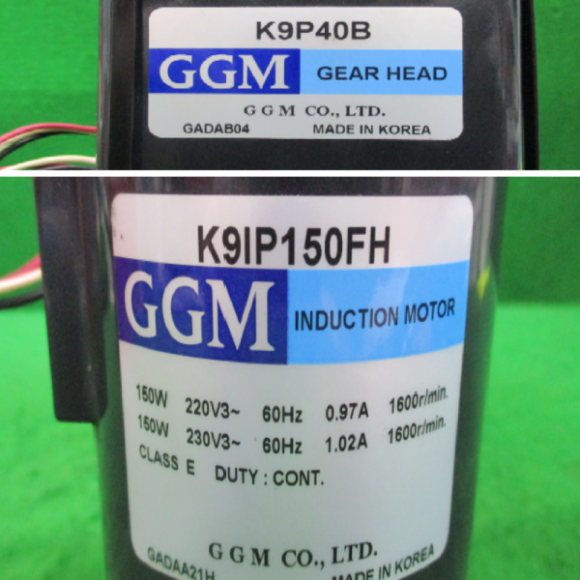 K9P40B
GGM GEAR HEAD
G G M CO., LTD.
GADAB04 MADE IN KOREA
K9IP150FH
GGM INDUCTION MOTOR
150W 220V3~ 60Hz 0.97A 1600r/min.
150W 230V3~ 60Hz 1.02A 1600r/min.
CLASS E DUTY : CONT.
G G M CO., LTD.
GADAA21H MADE IN KOREA